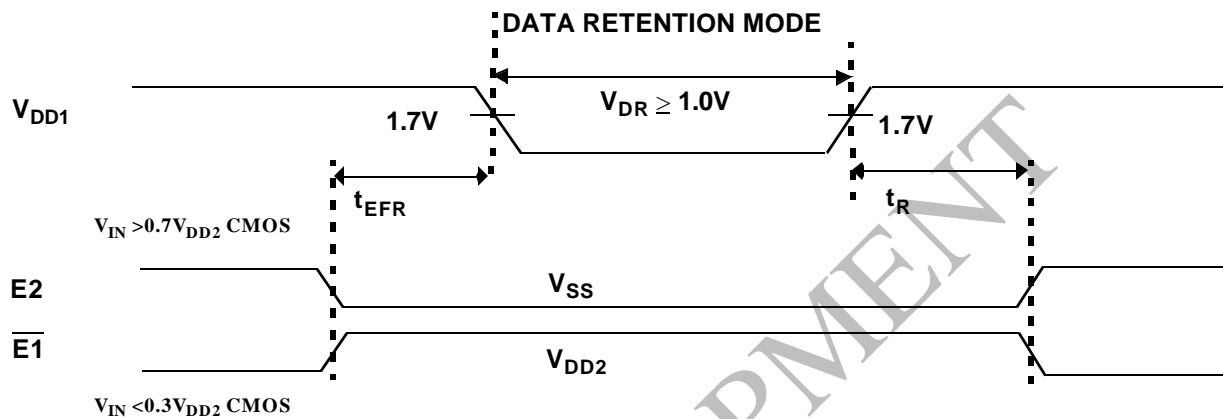 DATA RETENTION MODE
V_DD1
1.7V
V_DR ≥ 1.0V
1.7V
t_EFR
t_R
V_IN >0.7V_DD2 CMOS
E2
V_SS
E1̅
V_DD2
V_IN <0.3V_DD2 CMOS
PMENT